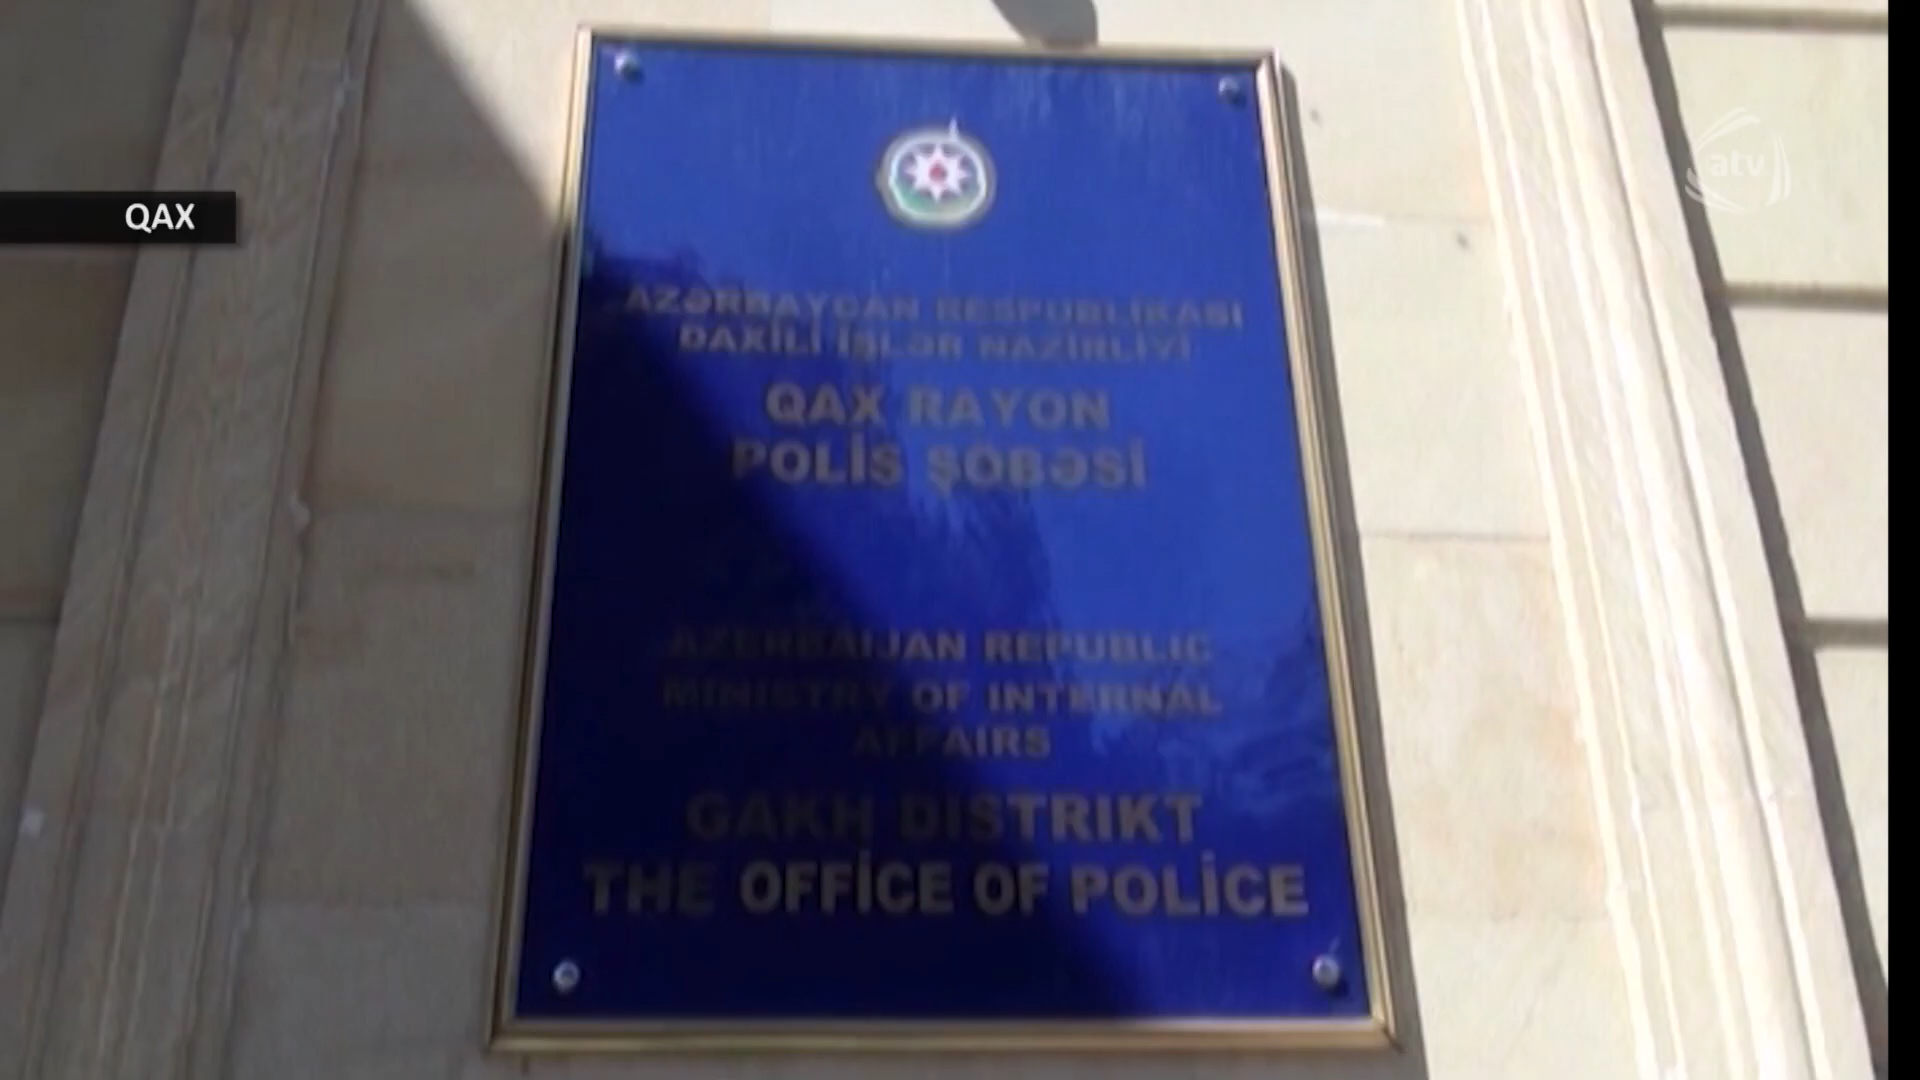 QAX
atv
AZƏRBAYCAN RESPUBLİKASI
DAXİLİ İŞLƏR NAZİRLİYİ
QAX RAYON
POLİS ŞÖBƏSİ
AZERBAIJAN REPUBLIC
MINISTRY OF INTERNAL
AFFAIRS
GAKH DISTRIKT
THE OFFİCE OF POLİCE